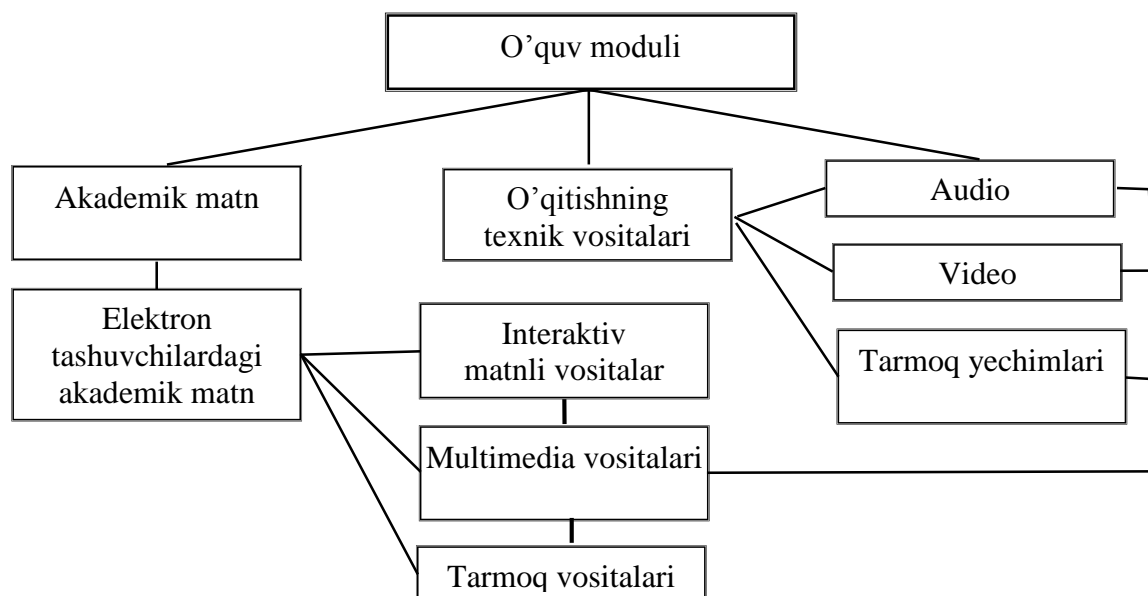 O’quv moduli
Akademik matn
O’qitishning
texnik vositalari
Audio
Video
Tarmoq yechimlari
Elektron
tashuvchilardagi
akademik matn
Interaktiv
matnli vositalar
Multimedia vositalari
Tarmoq vositalari